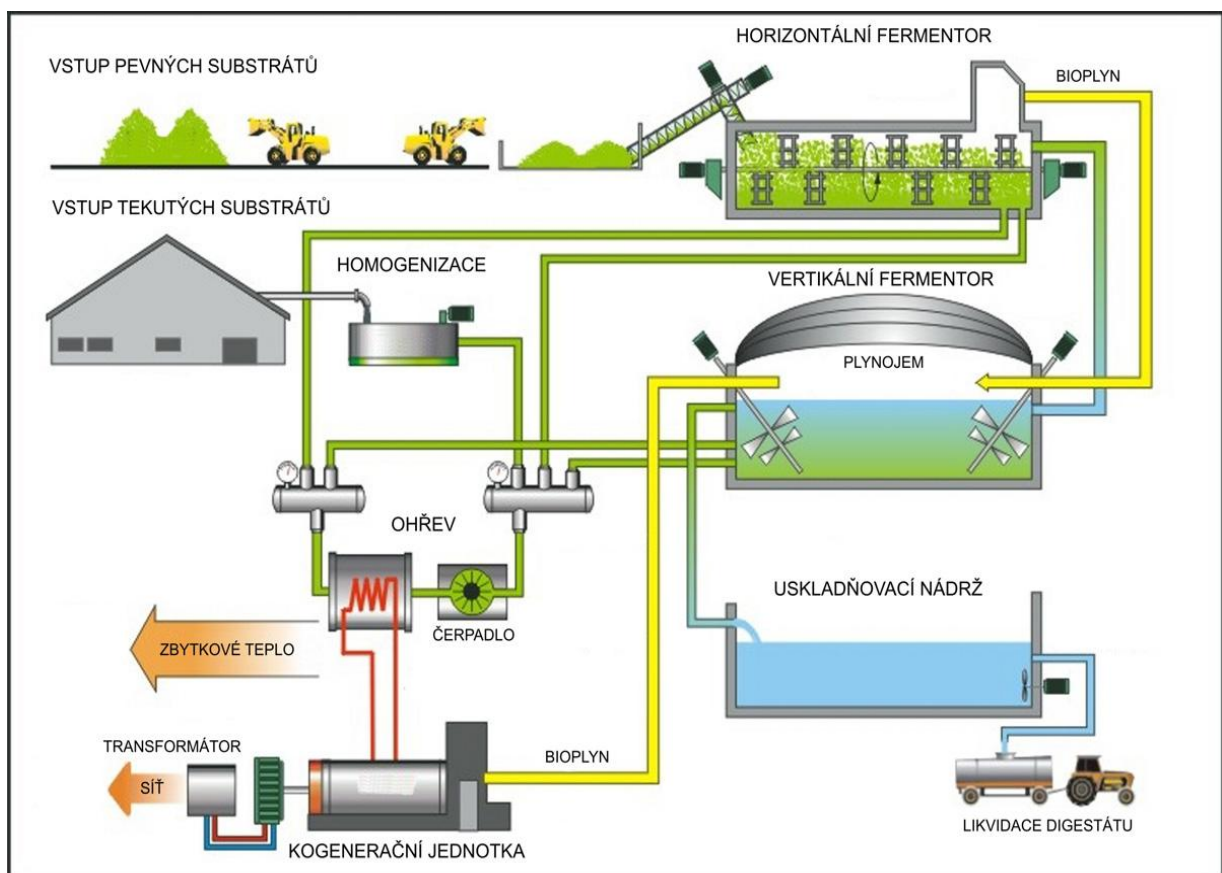 HORIZONTÁLNÍ FERMENTOR
VSTUP PEVNÝCH SUBSTRÁTŮ
BIOPLYN
VSTUP TEKUTÝCH SUBSTRÁTŮ
HOMOGENIZACE
VERTIKÁLNÍ FERMENTOR
PLYNOJEM
OHŘEV
ČERPADLO
USKLADŇOVACÍ NÁDRŽ
ZBYTKOVÉ TEPLO
TRANSFORMÁTOR
BIOPLYN
SÍŤ
KOGENERAČNÍ JEDNOTKA
LIKVIDACE DIGESTÁTU